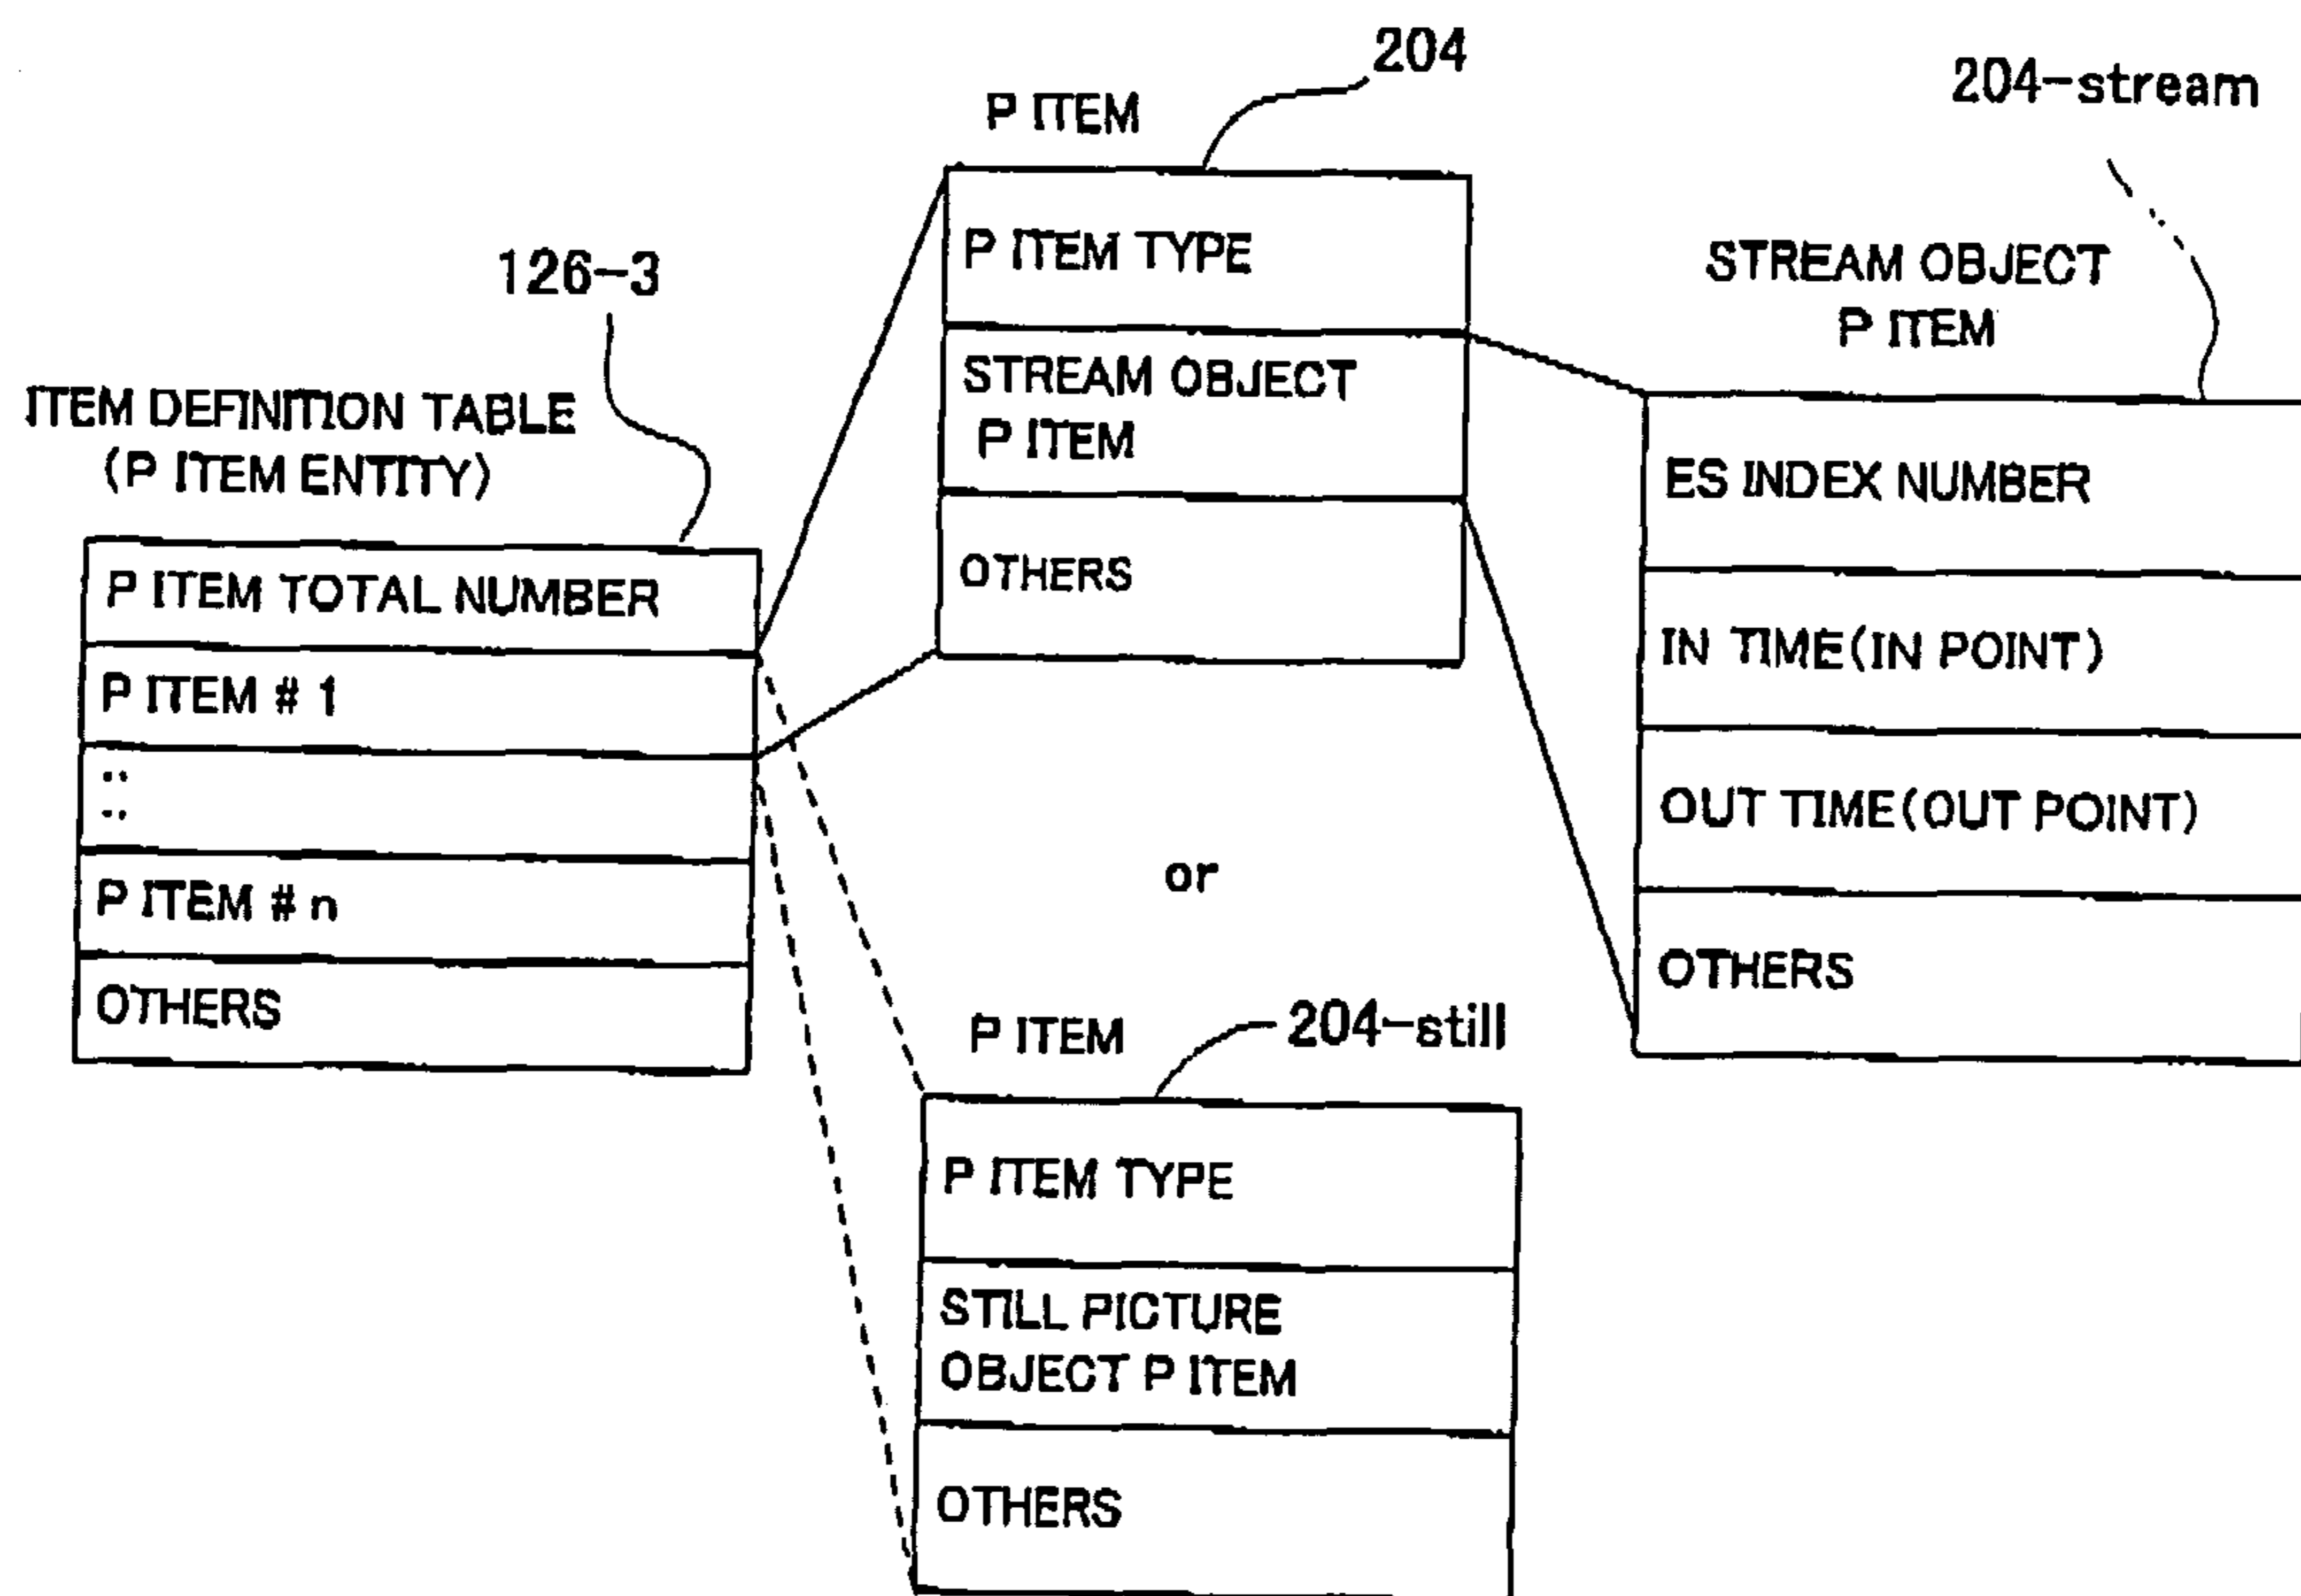 204
P ITEM
204-stream
P ITEM TYPE
STREAM OBJECT
P ITEM
OTHERS
STREAM OBJECT
P ITEM
126-3
ITEM DEFINITION TABLE
(P ITEM ENTITY)
P ITEM TOTAL NUMBER
P ITEM # 1
::
P ITEM # n
OTHERS
ES INDEX NUMBER
IN TIME(IN POINT)
OUT TIME(OUT POINT)
OTHERS
or
P ITEM
204-still
P ITEM TYPE
STILL PICTURE
OBJECT P ITEM
OTHERS